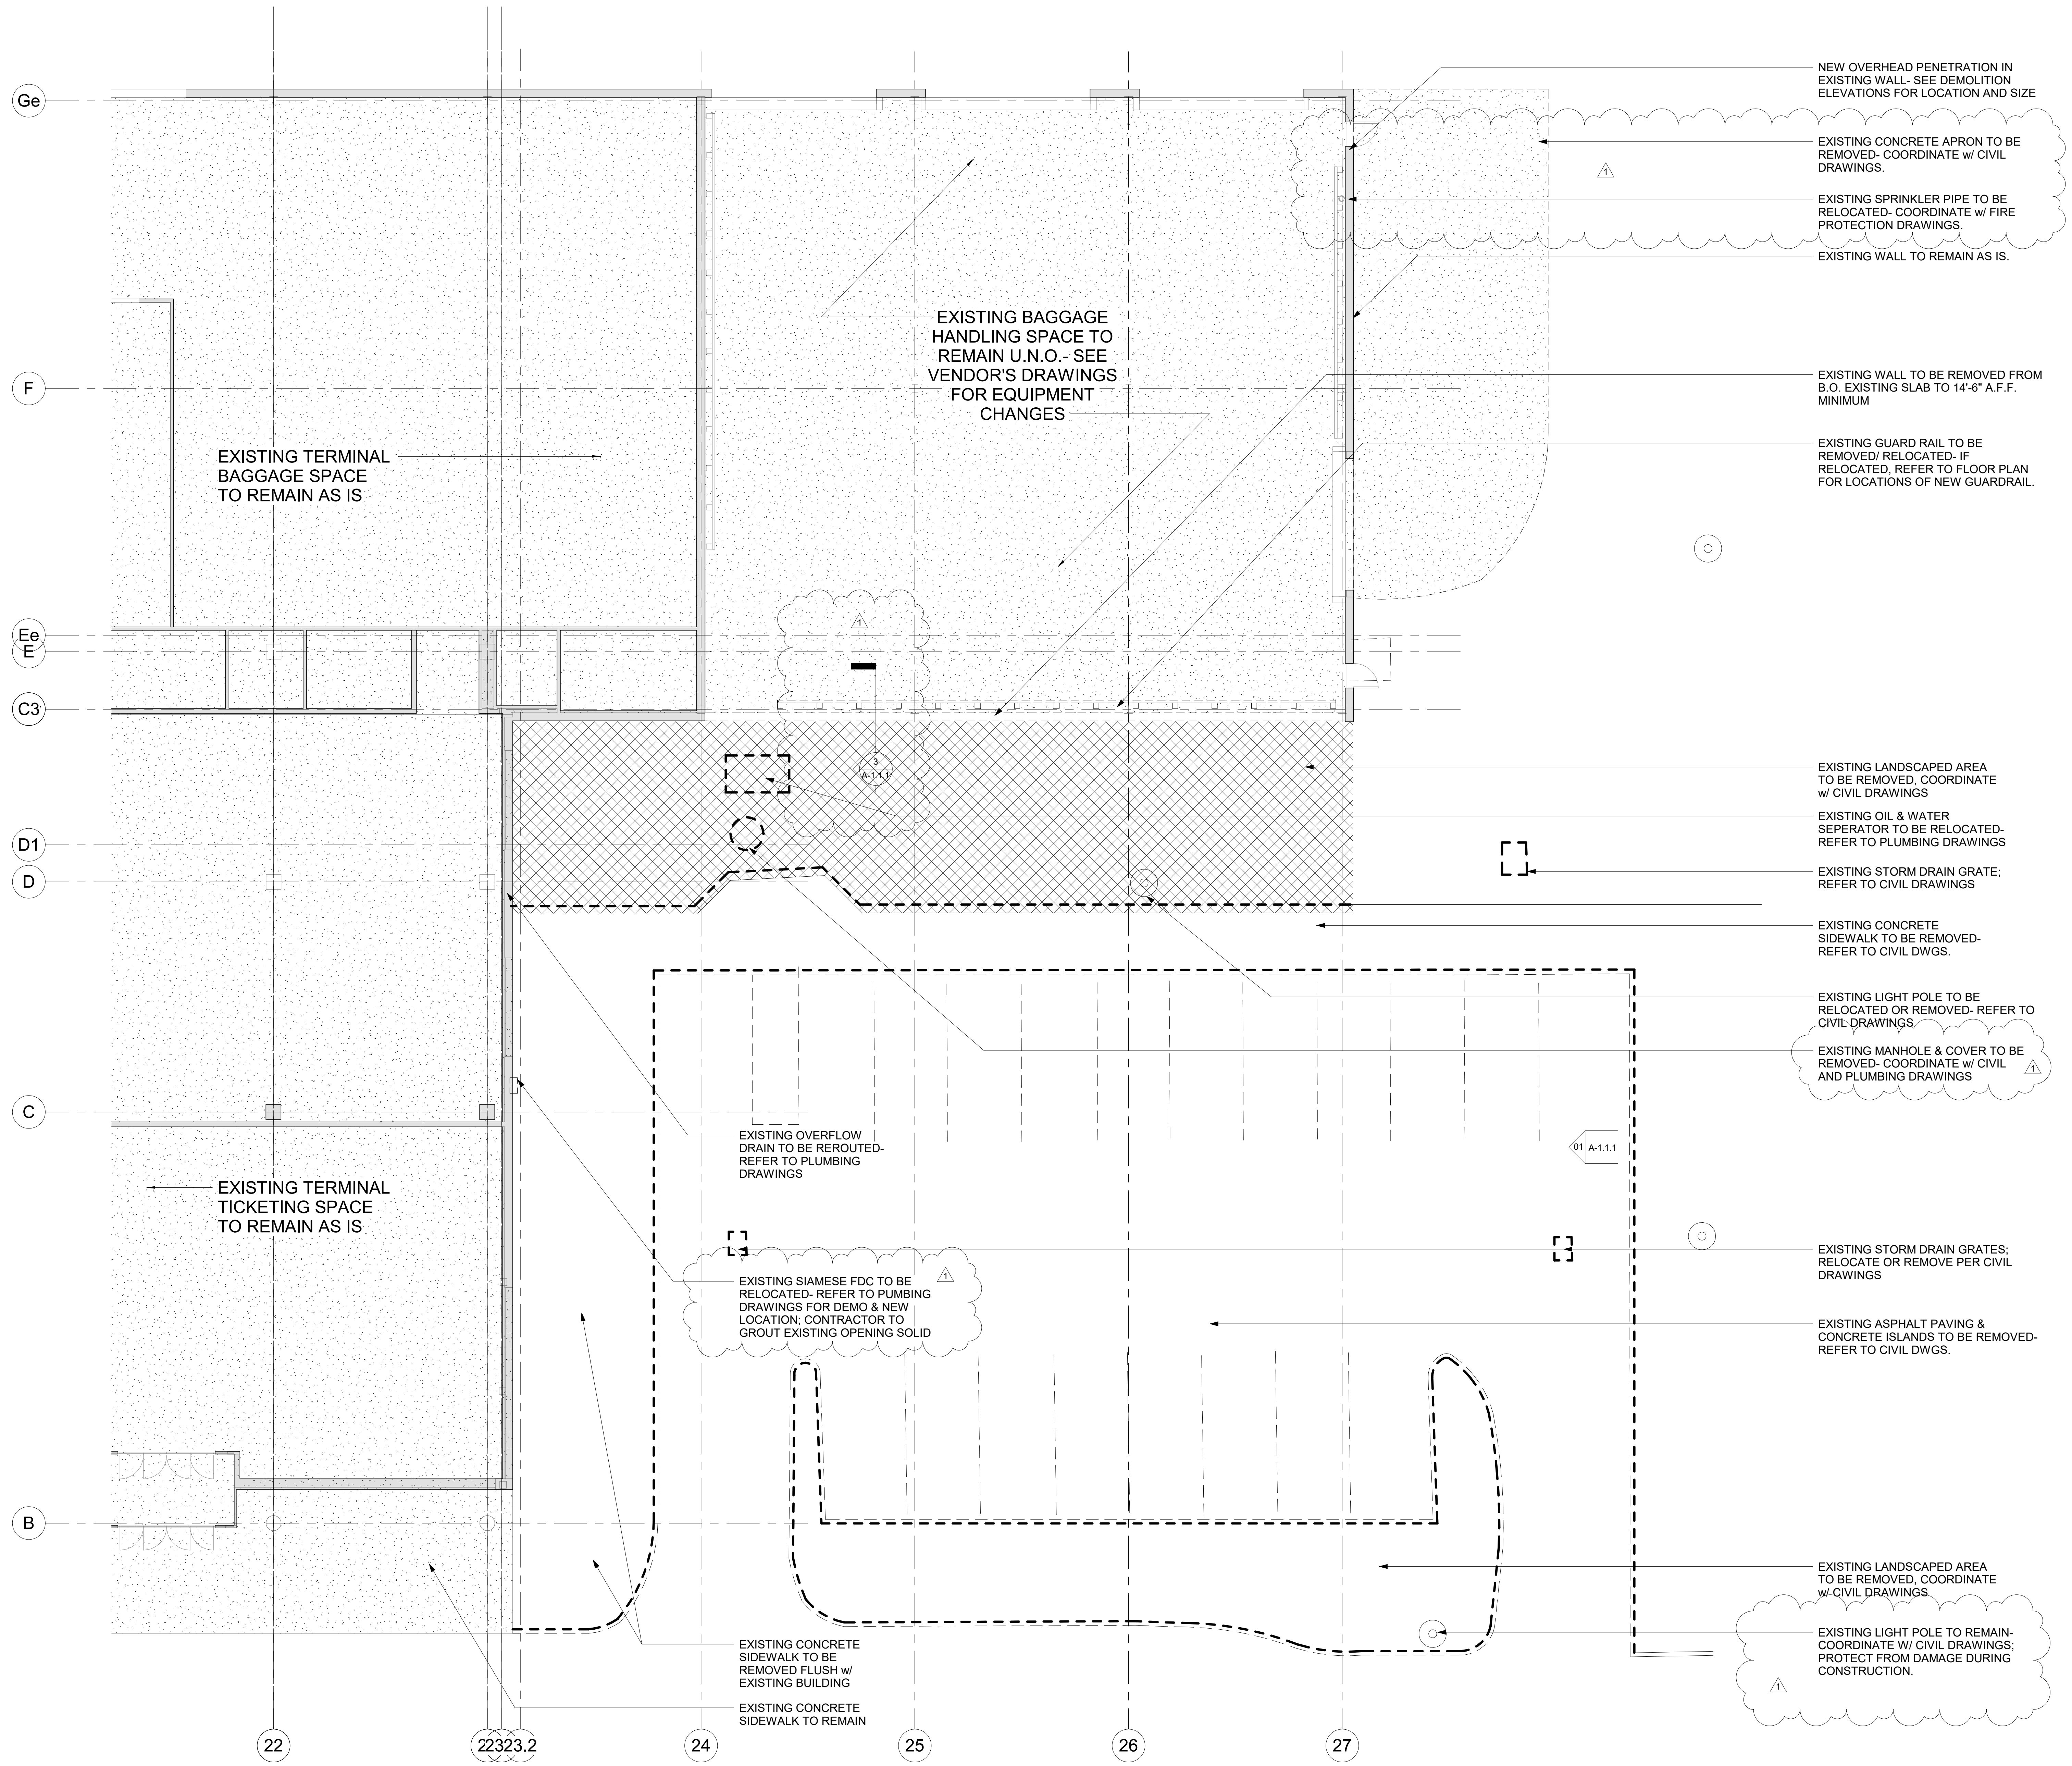 Ge
F
Ee
E
C3
D1
D
C
B
NEW OVERHEAD PENETRATION IN
EXISTING WALL- SEE DEMOLITION
ELEVATIONS FOR LOCATION AND SIZE
EXISTING CONCRETE APRON TO BE
REMOVED- COORDINATE w/ CIVIL
DRAWINGS.
1
EXISTING SPRINKLER PIPE TO BE
RELOCATED- COORDINATE w/ FIRE
PROTECTION DRAWINGS.
EXISTING WALL TO REMAIN AS IS.
EXISTING BAGGAGE
HANDLING SPACE TO
REMAIN U.N.O.- SEE
VENDOR'S DRAWINGS
FOR EQUIPMENT
CHANGES
EXISTING WALL TO BE REMOVED FROM
B.O. EXISTING SLAB TO 14'-6" A.F.F.
MINIMUM
EXISTING TERMINAL
BAGGAGE SPACE
TO REMAIN AS IS
EXISTING GUARD RAIL TO BE
REMOVED/ RELOCATED- IF
RELOCATED, REFER TO FLOOR PLAN
FOR LOCATIONS OF NEW GUARDRAIL.
1
3
A-1.1.1
EXISTING LANDSCAPED AREA
TO BE REMOVED, COORDINATE
w/ CIVIL DRAWINGS
EXISTING OIL & WATER
SEPERATOR TO BE RELOCATED-
REFER TO PLUMBING DRAWINGS
EXISTING STORM DRAIN GRATE;
REFER TO CIVIL DRAWINGS
EXISTING CONCRETE
SIDEWALK TO BE REMOVED-
REFER TO CIVIL DWGS.
EXISTING LIGHT POLE TO BE
RELOCATED OR REMOVED- REFER TO
CIVIL DRAWINGS
EXISTING MANHOLE & COVER TO BE
REMOVED- COORDINATE w/ CIVIL
AND PLUMBING DRAWINGS
1
EXISTING OVERFLOW
DRAIN TO BE REROUTED-
REFER TO PLUMBING
DRAWINGS
01 A-1.1.1
EXISTING TERMINAL
TICKETING SPACE
TO REMAIN AS IS
EXISTING STORM DRAIN GRATES;
RELOCATE OR REMOVE PER CIVIL
DRAWINGS
EXISTING SIAMESE FDC TO BE
RELOCATED- REFER TO PUMBING
DRAWINGS FOR DEMO & NEW
LOCATION; CONTRACTOR TO
GROUT EXISTING OPENING SOLID
1
EXISTING ASPHALT PAVING &
CONCRETE ISLANDS TO BE REMOVED-
REFER TO CIVIL DWGS.
EXISTING LANDSCAPED AREA
TO BE REMOVED, COORDINATE
w/ CIVIL DRAWINGS
EXISTING LIGHT POLE TO REMAIN-
COORDINATE W/ CIVIL DRAWINGS;
PROTECT FROM DAMAGE DURING
CONSTRUCTION.
1
EXISTING CONCRETE
SIDEWALK TO BE
REMOVED FLUSH w/
EXISTING BUILDING
EXISTING CONCRETE
SIDEWALK TO REMAIN
22
23.2
24
25
26
27